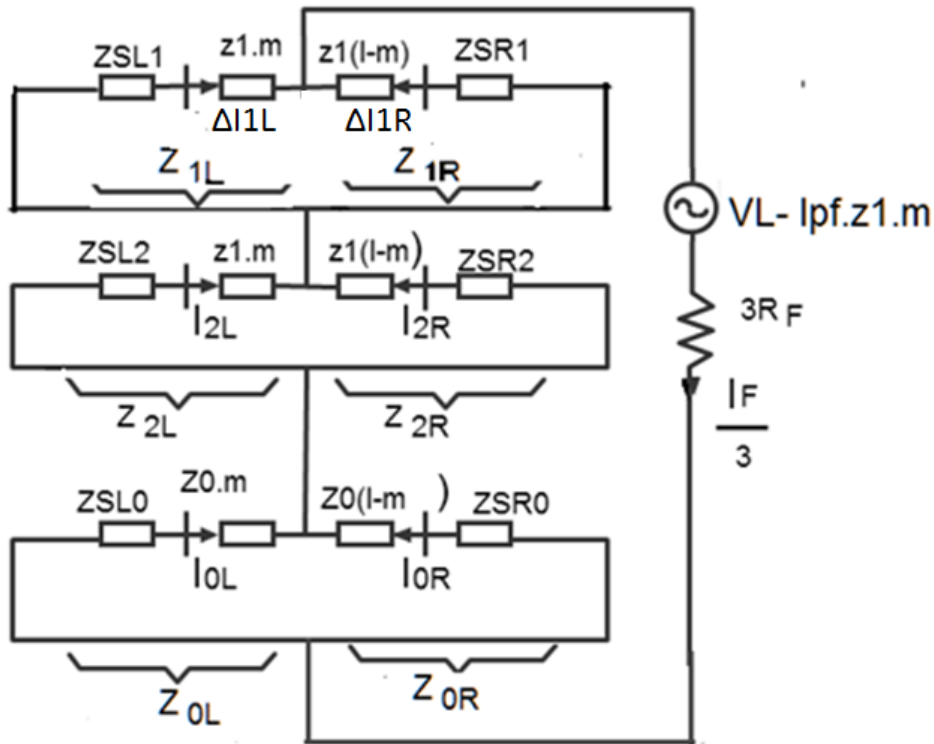 ZSL1 z1.m z1(l-m) ZSR1
ΔI1L ΔI1R
Z 1L Z 1R
VL- Ipf.z1.m
ZSL2 z1.m z1(l-m) ZSR2
I2L I2R
3R F
Z 2L Z 2R
IF
3
ZSL0 Z0.m Z0(l-m ) ZSR0
I0L I0R
Z 0L Z 0R